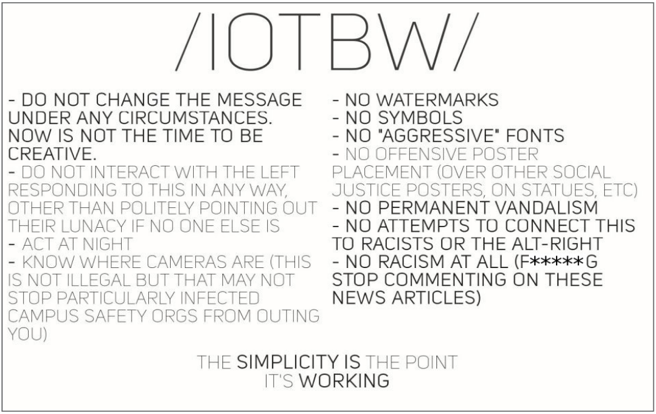 /IOTBW/
- DO NOT CHANGE THE MESSAGE
UNDER ANY CIRCUMSTANCES.
NOW IS NOT THE TIME TO BE
CREATIVE.
- DO NOT INTERACT WITH THE LEFT
RESPONDING TO THIS IN ANY WAY,
OTHER THAN POLITELY POINTING OUT
THEIR LUNACY IF NO ONE ELSE IS
- ACT AT NIGHT
- KNOW WHERE CAMERAS ARE (THIS
IS NOT ILLEGAL BUT THAT MAY NOT
STOP PARTICULARLY INFECTED
CAMPUS SAFETY ORGS FROM OUTING
YOU)
- NO WATERMARKS
- NO SYMBOLS
- NO "AGGRESSIVE" FONTS
- NO OFFENSIVE POSTER
PLACEMENT (OVER OTHER SOCIAL
JUSTICE POSTERS, ON STATUES, ETC)
- NO PERMANENT VANDALISM
- NO ATTEMPTS TO CONNECT THIS
TO RACISTS OR THE ALT-RIGHT
- NO RACISM AT ALL (F*****G
STOP COMMENTING ON THESE
NEWS ARTICLES)
THE SIMPLICITY IS THE POINT
IT'S WORKING